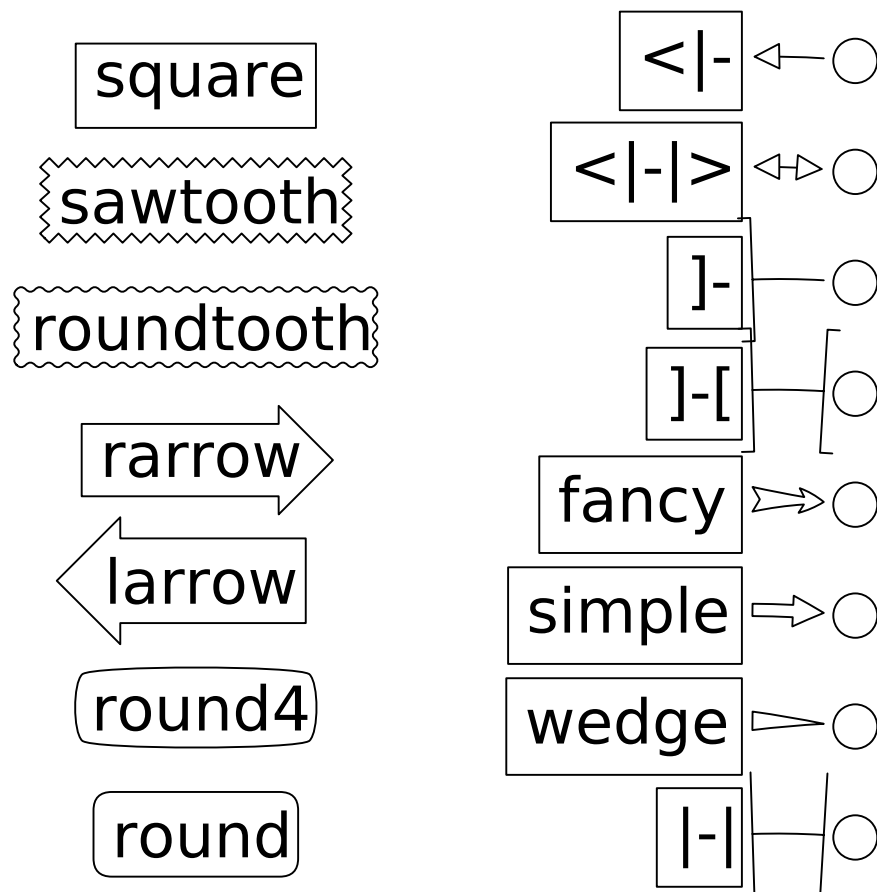 square
sawtooth
roundtooth
rarrow
larrow
round4
round
<|-
<|-|>
]-
]-[
fancy
simple
wedge
|-|